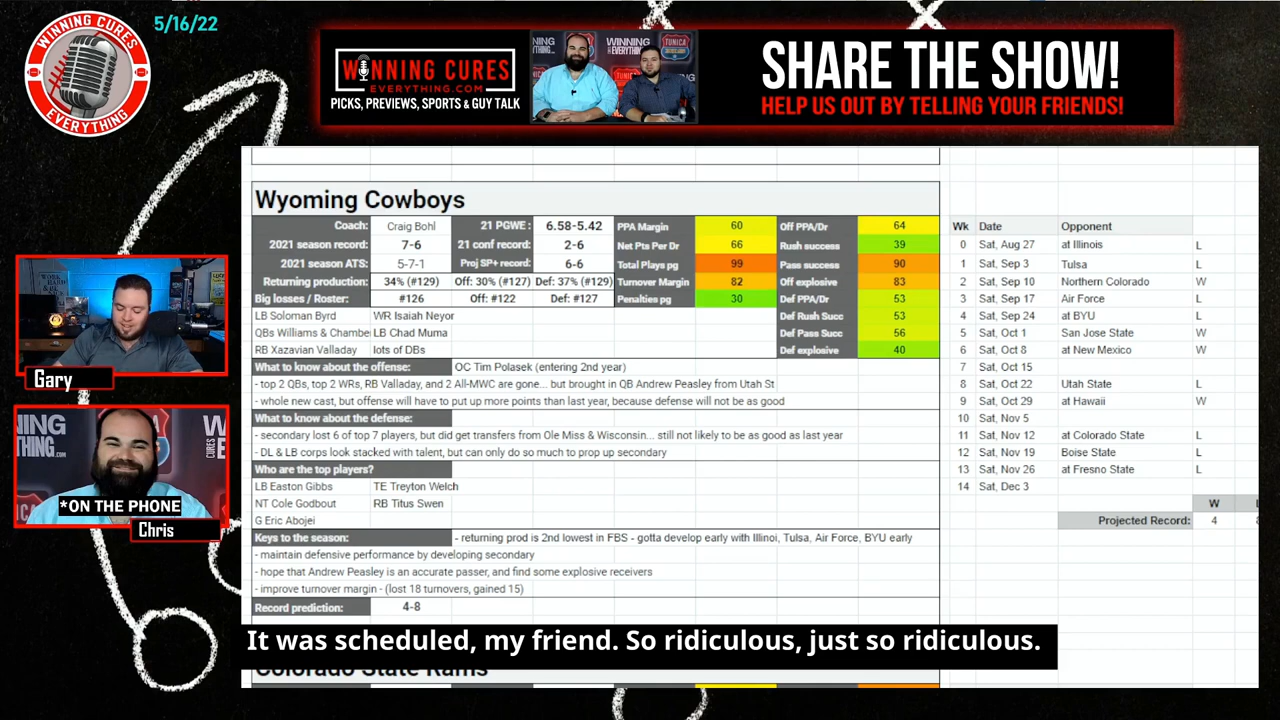 5/16/22
WINNING CURES
EVERYTHING
WINNING CURES
EVERYTHING.COM
PICKS, PREVIEWS, SPORTS & GUY TALK
SHARE THE SHOW!
HELP US OUT BY TELLING YOUR FRIENDS!
Wyoming Cowboys
Coach: Craig Bohl 21 PGWE : 6.58-5.42 PPA Margin 60 Off PPA/Dr 64
2021 season record: 7-6 21 conf record: 2-6 Net Pts Per Dr 66 Rush success 39
2021 season ATS: 5-7-1 Proj SP+ record: 6-6 Total Plays pg 99 Pass success 90
Returning production: 34% (#129) Off: 30% (#127) Def: 37% (#129) Turnover Margin 82 Off explosive 83
Big losses / Roster: #126 Off: #122 Def: #127 Penalties pg 30 Def PPA/Dr 53
LB Soloman Byrd WR Isaiah Neyor Def Rush Succ 53
QBs Williams & Chambe LB Chad Muma Def Pass Succ 56
RB Xazavian Valladay lots of DBs Def explosive 40
What to know about the offense: OC Tim Polasek (entering 2nd year)
- top 2 QBs, top 2 WRs, RB Valladay, and 2 All-MWC are gone... but brought in QB Andrew Peasley from Utah St
- whole new cast, but offense will have to put up more points than last year, because defense will not be as good
What to know about the defense:
- secondary lost 6 of top 7 players, but did get transfers from Ole Miss & Wisconsin... still not likely to be as good as last year
- DL & LB corps look stacked with talent, but can only do so much to prop up secondary
Who are the top players?
LB Easton Gibbs TE Treyton Welch
NT Cole Godbout RB Titus Swen
G Eric Abojei
Keys to the season: - returning prod is 2nd lowest in FBS - gotta develop early with Illinoi, Tulsa, Air Force, BYU early
- maintain defensive performance by developing secondary
- hope that Andrew Peasley is an accurate passer, and find some explosive receivers
- improve turnover margin - (lost 18 turnovers, gained 15)
Record prediction: 4-8
Wk Date Opponent
0 Sat, Aug 27 at Illinois L
1 Sat, Sep 3 Tulsa L
2 Sat, Sep 10 Northern Colorado W
3 Sat, Sep 17 Air Force L
4 Sat, Sep 24 at BYU L
5 Sat, Oct 1 San Jose State W
6 Sat, Oct 8 at New Mexico W
7 Sat, Oct 15
8 Sat, Oct 22 Utah State L
9 Sat, Oct 29 at Hawaii W
10 Sat, Nov 5
11 Sat, Nov 12 at Colorado State L
12 Sat, Nov 19 Boise State L
13 Sat, Nov 26 at Fresno State L
14 Sat, Dec 3
W
Projected Record: 4
Gary
*ON THE PHONE
Chris
It was scheduled, my friend. So ridiculous, just so ridiculous.
Colorado State Rams